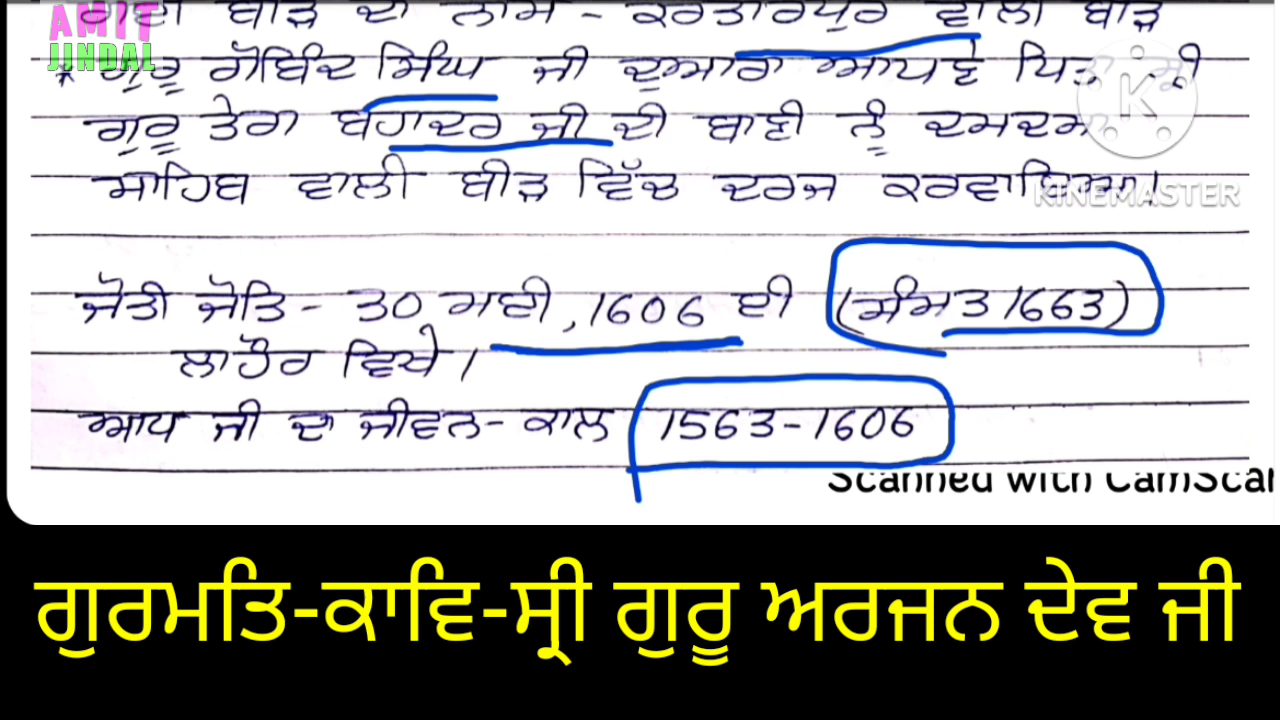 AMIT
JINDAL
ਬੀੜ ਦਾ ਨਾਮ - ਕਰਤਾਰਪੁਰ ਵਾਲੀ ਬੀੜ
* ਗੁਰੂ ਗੋਬਿੰਦ ਸਿੰਘ ਜੀ ਦੁਆਰਾ ਆਪਣੇ ਪਿਤਾ ਸ੍ਰੀ
ਗੁਰੂ ਤੇਗ ਬਹਾਦਰ ਜੀ ਦੀ ਬਾਣੀ ਨੂੰ ਦਮਦਮਾ
ਸਾਹਿਬ ਵਾਲੀ ਬੀੜ ਵਿੱਚ ਦਰਜ ਕਰਵਾਇਆ।
K
KINEMASTER
ਜੋਤੀ ਜੋਤਿ - 30 ਮਈ, 1606 ਈ (ਸੰਮਤ 1663)
ਲਾਹੌਰ ਵਿਖੇ।
ਆਪ ਜੀ ਦਾ ਜੀਵਨ - ਕਾਲ 1563-1606
Scanned with CamScan
ਗੁਰਮਤਿ-ਕਾਵਿ-ਸ੍ਰੀ ਗੁਰੂ ਅਰਜਨ ਦੇਵ ਜੀ